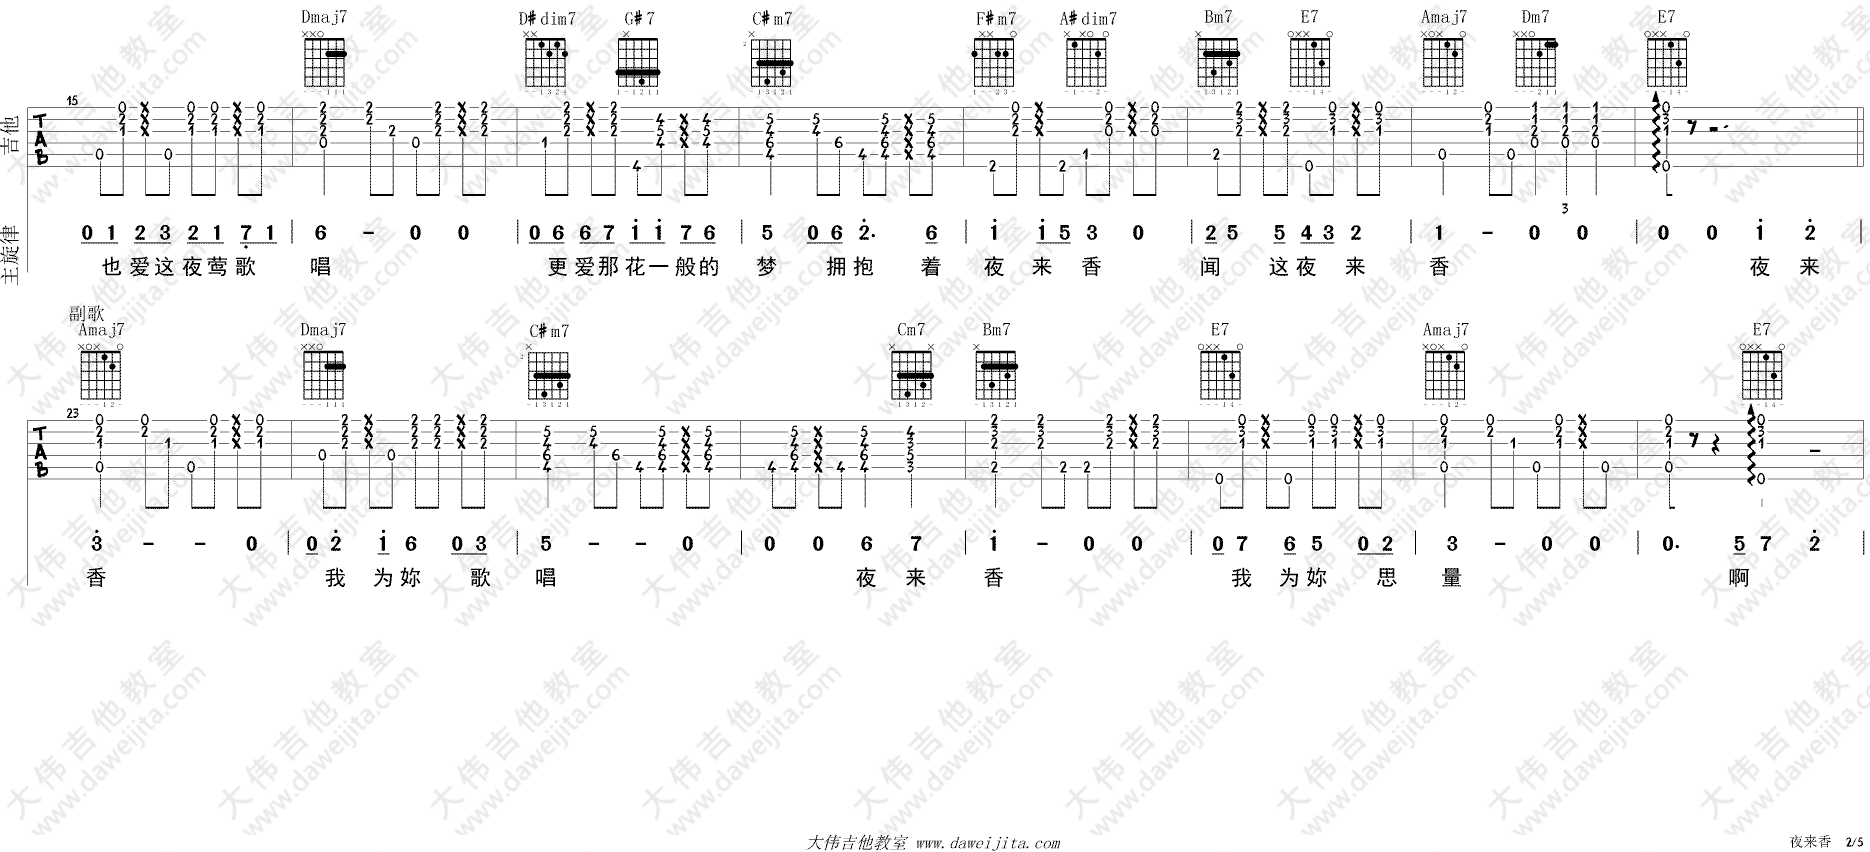 Dmaj7 D#dim7 G#7 C#m7 F#m7 A#dim7 Bm7 E7 Amaj7 Dm7 E7
15
吉他
TAB
3
主旋律
0 1 2 3 2 1 7 1 | 6 - 0 0 | 0 6 6 7 i i 7 6 | 5 0 6 2. 6 | i i 5 3 0 | 2 5 5 4 3 2 | 1 - 0 0 | 0 0 i 2 |
也爱这夜莺歌 唱 更爱那花一般的 梦 拥抱 着 夜 来 香 闻 这夜 来 香 夜 来
副歌
Amaj7 Dmaj7 C#m7 Cm7 Bm7 E7 Amaj7 E7
23
TAB
3 - - 0 | 0 2 i 6 0 3 | 5 - - 0 | 0 0 6 7 | i - 0 0 | 0 7 6 5 0 2 | 3 - 0 0 | 0. 5 7 2 |
香 我 为妳 歌 唱 夜 来 香 我 为妳 思 量 啊
大伟吉他教室 www.daweijita.com
夜来香 2/5